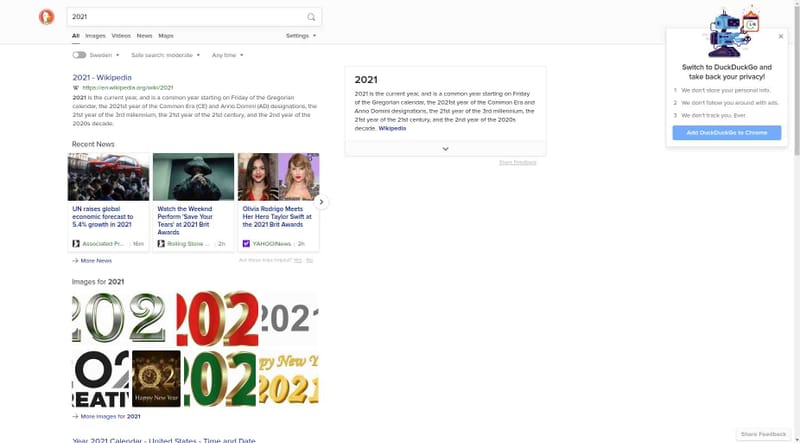 2021
All Images Videos News Maps Settings
Sweden Safe search: moderate Any time
2021 - Wikipedia
https://en.wikipedia.org/wiki/2021
2021 is the current year, and is a common year starting on Friday of the Gregorian
calendar, the 2021st year of the Common Era (CE) and Anno Domini (AD) designations, the
21st year of the 3rd millennium, the 21st year of the 21st century, and the 2nd year of the
2020s decade.
Recent News
UN raises global
economic forecast to
5.4% growth in 2021
Associated Pr... 16m
Watch the Weeknd
Perform 'Save Your
Tears' at 2021 Brit
Awards
Rolling Stone ... 2h
Olivia Rodrigo Meets
Her Hero Taylor Swift at
the 2021 Brit Awards
YAHOO!News 2h
More News
Are these links helpful? Yes No
Images for 2021
202
202
2021
2021
Happy New Year
202
py New Y
2021
More Images for 2021
Year 2021 Calendar - United States - Time and Date
2021
2021 is the current year, and is a common year starting on Friday of
the Gregorian calendar, the 2021st year of the Common Era and
Anno Domini designations, the 21st year of the 3rd millennium, the
21st year of the 21st century, and the 2nd year of the 2020s
decade. Wikipedia
Share Feedback
Switch to DuckDuckGo and
take back your privacy!
1 We don't store your personal info.
2 We don't follow you around with ads.
3 We don't track you. Ever.
Add DuckDuckGo to Chrome
Share Feedback